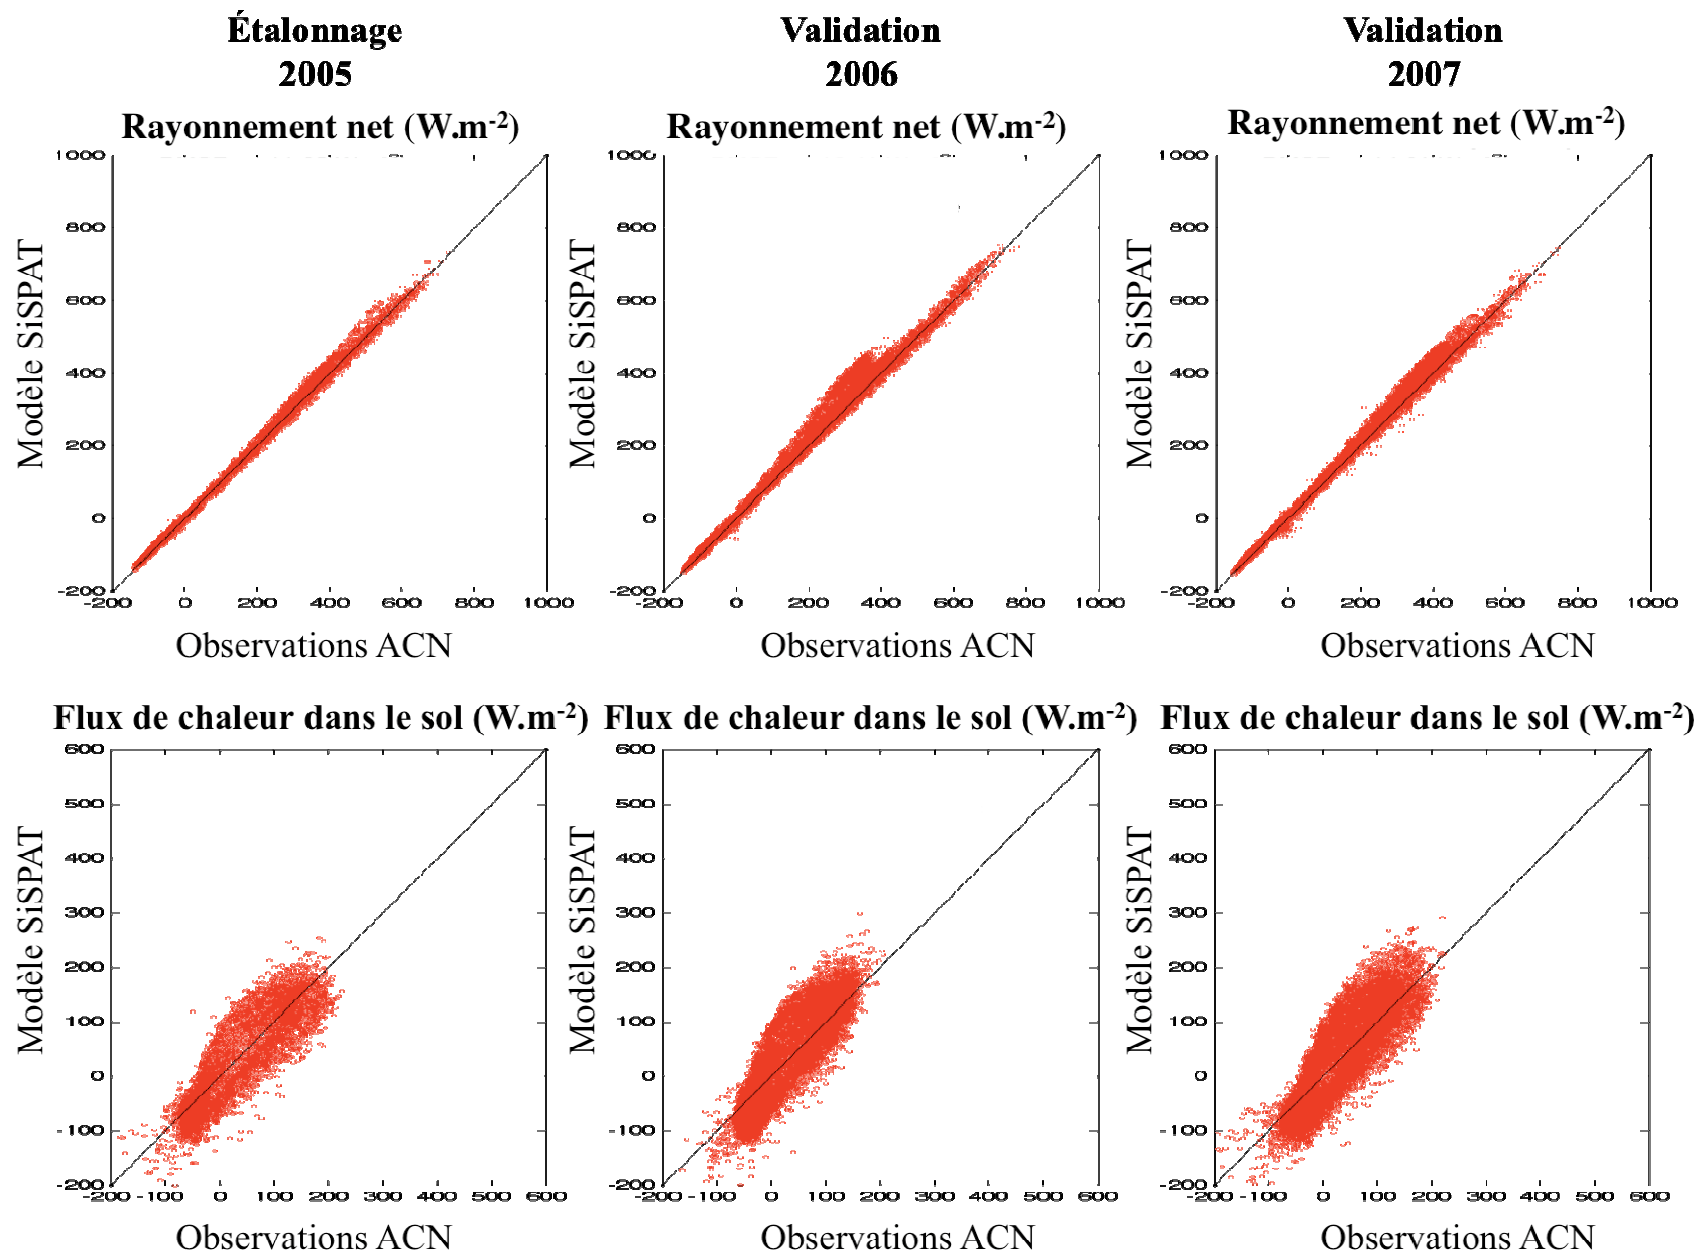 Étalonnage
2005
Validation
2006
Validation
2007
Rayonnement net (W.m-2)
Rayonnement net (W.m-2)
Rayonnement net (W.m-2)
Modèle SiSPAT
1000
800
600
400
200
0
-200
-200 0 200 400 600 800 1000
Observations ACN
Modèle SiSPAT
1000
800
600
400
200
0
-200
-200 0 200 400 600 800 1000
Observations ACN
Modèle SiSPAT
1000
800
600
400
200
0
-200
-200 0 200 400 600 800 1000
Observations ACN
Flux de chaleur dans le sol (W.m-2)
Flux de chaleur dans le sol (W.m-2)
Flux de chaleur dans le sol (W.m-2)
Modèle SiSPAT
600
500
400
300
200
100
0
-100
-200
-200 -100 0 100 200 300 400 500 600
Observations ACN
Modèle SiSPAT
600
500
400
300
200
100
0
-100
-200
-200 -100 0 100 200 300 400 500 600
Observations ACN
Modèle SiSPAT
600
500
400
300
200
100
0
-100
-200
-200 -100 0 100 200 300 400 500 600
Observations ACN